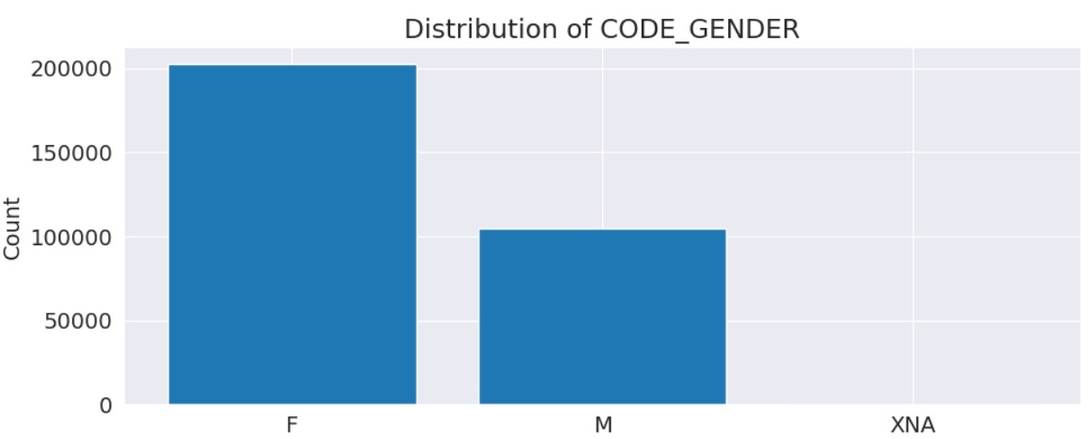 Distribution of CODE_GENDER
200000
150000
100000
50000
0
Count
F M XNA